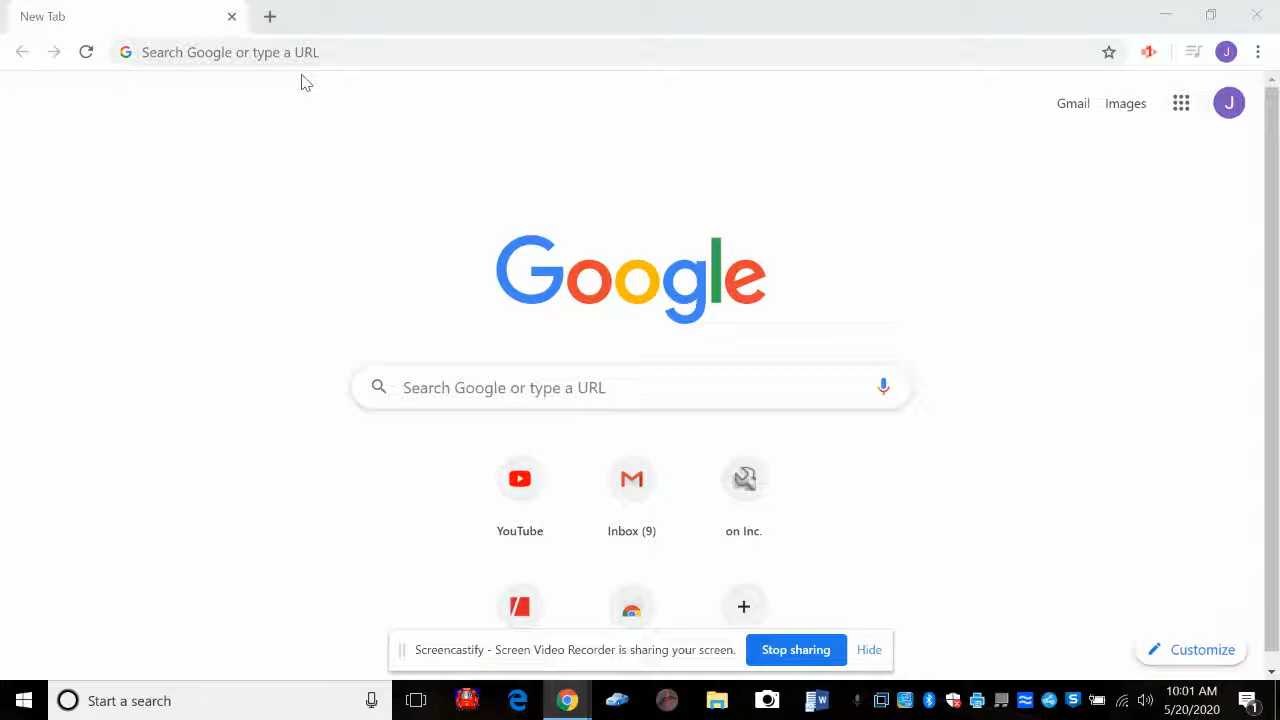 New Tab
Search Google or type a URL
J
Gmail Images
J
Google
Search Google or type a URL
YouTube
Inbox (9)
on Inc.
Screencastify - Screen Video Recorder is sharing your screen.
Stop sharing
Hide
Customize
Start a search
10:01 AM
5/20/2020
1